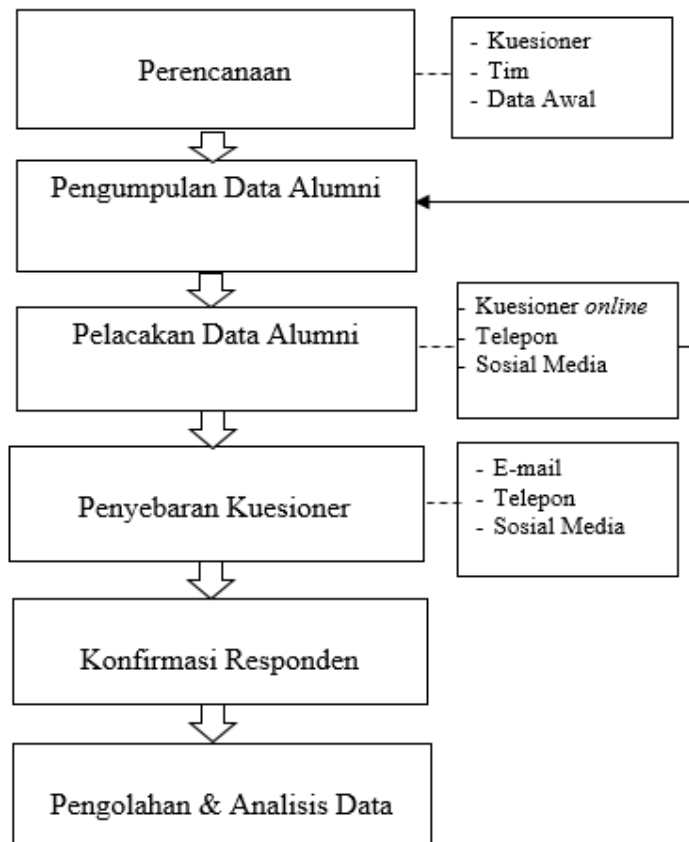 Perencanaan
- Kuesioner
- Tim
- Data Awal
Pengumpulan Data Alumni
Pelacakan Data Alumni
- Kuesioner online
- Telepon
- Sosial Media
Penyebaran Kuesioner
- E-mail
- Telepon
- Sosial Media
Konfirmasi Responden
Pengolahan & Analisis Data